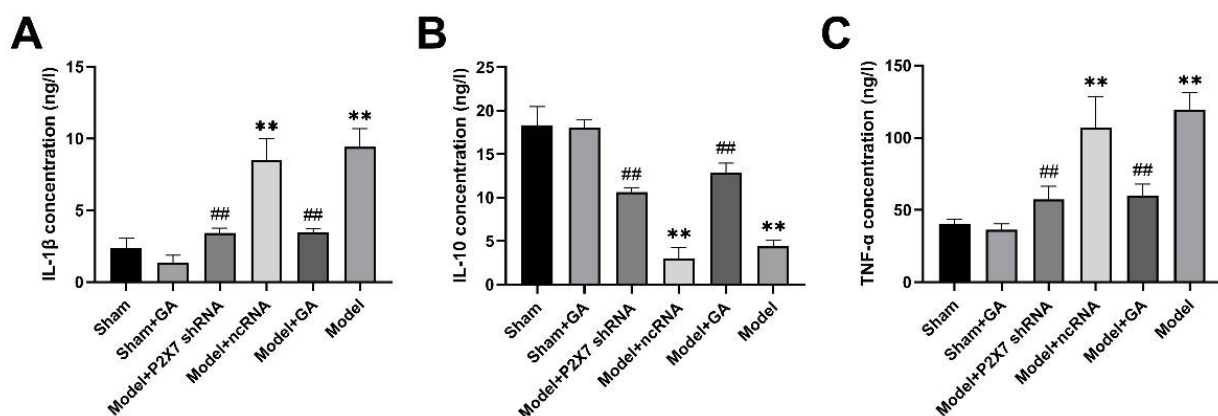 A
IL-1β concentration (ng/l)
15
10
5
0
##
**
##
**
Sham
Sham+GA
Model+P2X7 shRNA
Model+ncRNA
Model+GA
Model
B
IL-10 concentration (ng/l)
25
20
15
10
5
0
##
**
##
**
Sham
Sham+GA
Model+P2X7 shRNA
Model+ncRNA
Model+GA
Model
C
TNF-α concentration (ng/l)
150
100
50
0
##
**
##
**
Sham
Sham+GA
Model+P2X7 shRNA
Model+ncRNA
Model+GA
Model